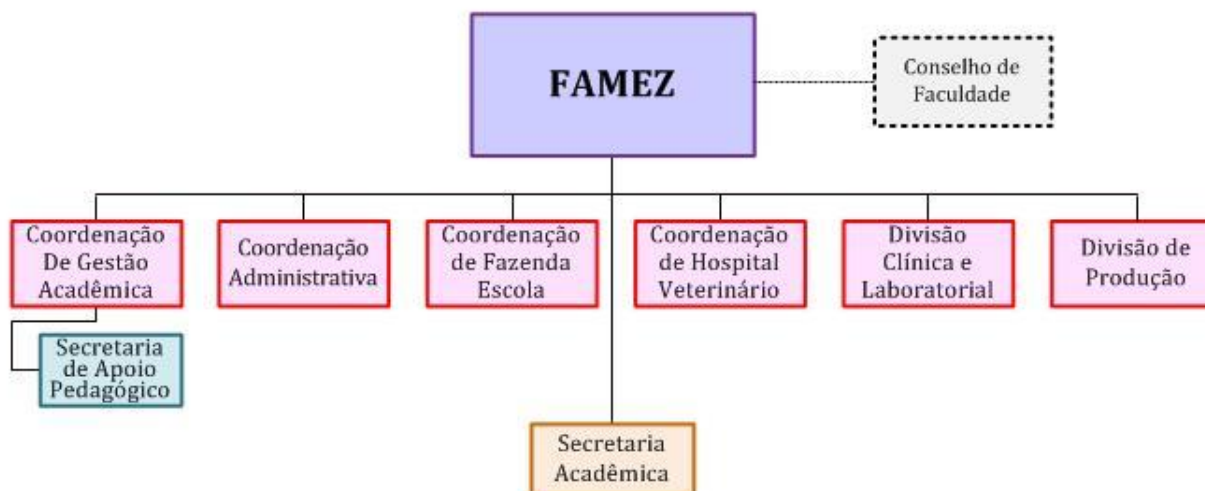 FAMEZ
Conselho de
Faculdade
Coordenação
De Gestão
Acadêmica
Coordenação
Administrativa
Coordenação
de Fazenda
Escola
Coordenação
de Hospital
Veterinário
Divisão
Clínica e
Laboratorial
Divisão de
Produção
Secretaria
de Apoio
Pedagógico
Secretaria
Acadêmica